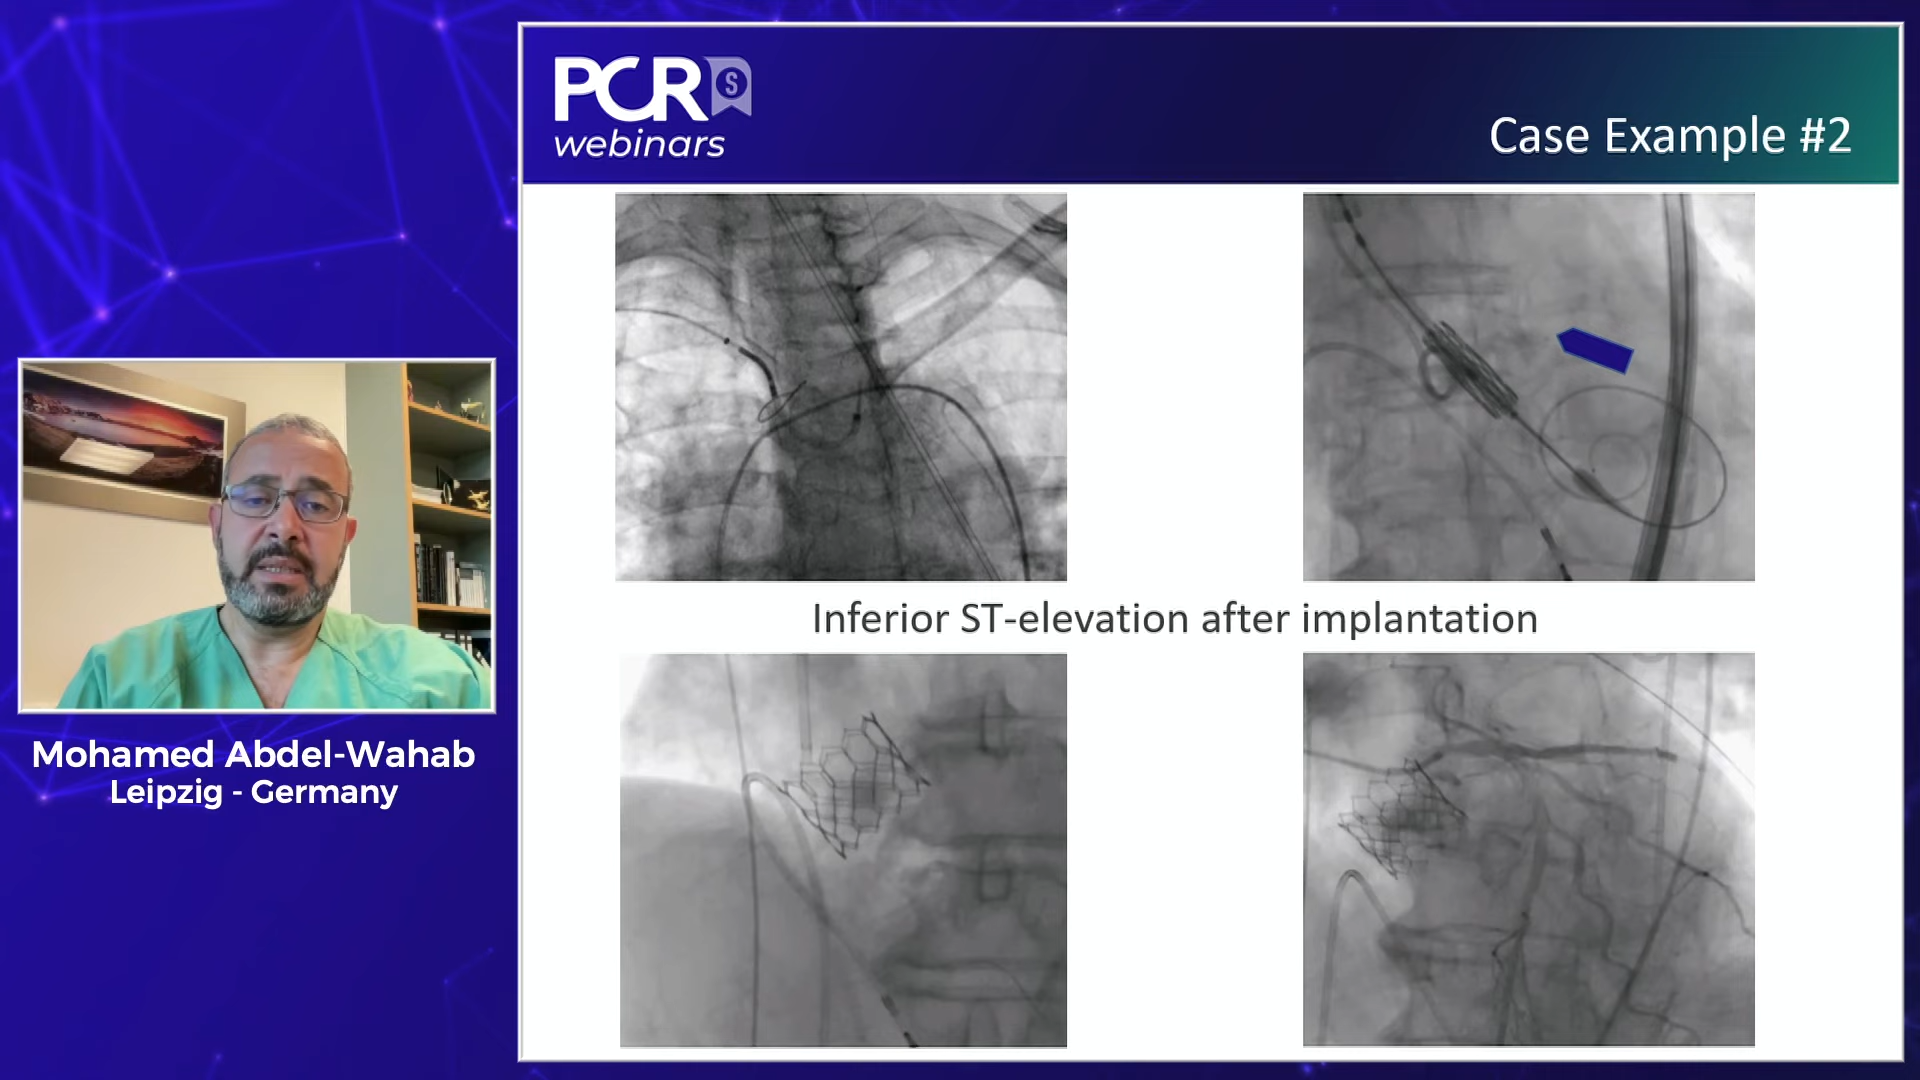 PCR S
webinars
Case Example #2
Inferior ST-elevation after implantation
Mohamed Abdel-Wahab
Leipzig - Germany